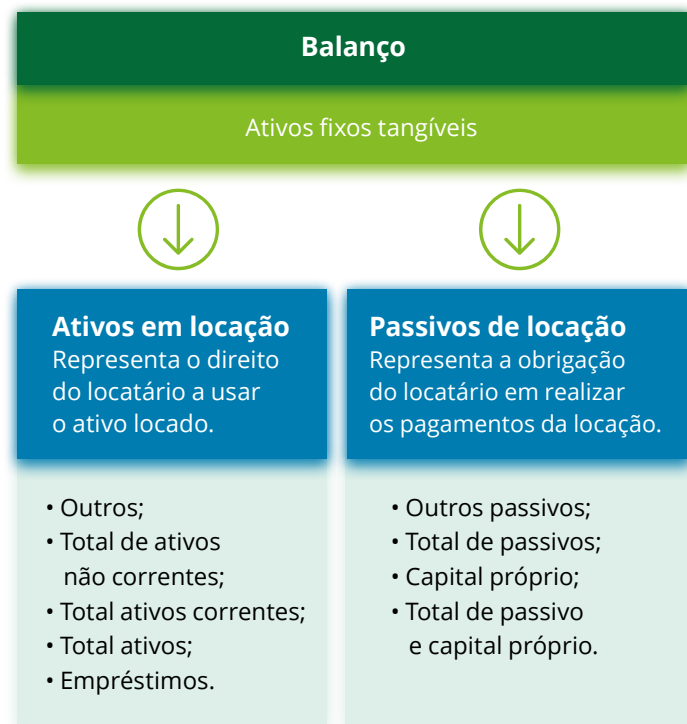 Balanço
Ativos fixos tangíveis
Ativos em locação
Representa o direito
do locatário a usar
o ativo locado.
• Outros;
• Total de ativos
não correntes;
• Total ativos correntes;
• Total ativos;
• Empréstimos.
Passivos de locação
Representa a obrigação
do locatário em realizar
os pagamentos da locação.
• Outros passivos;
• Total de passivos;
• Capital próprio;
• Total de passivo
e capital próprio.